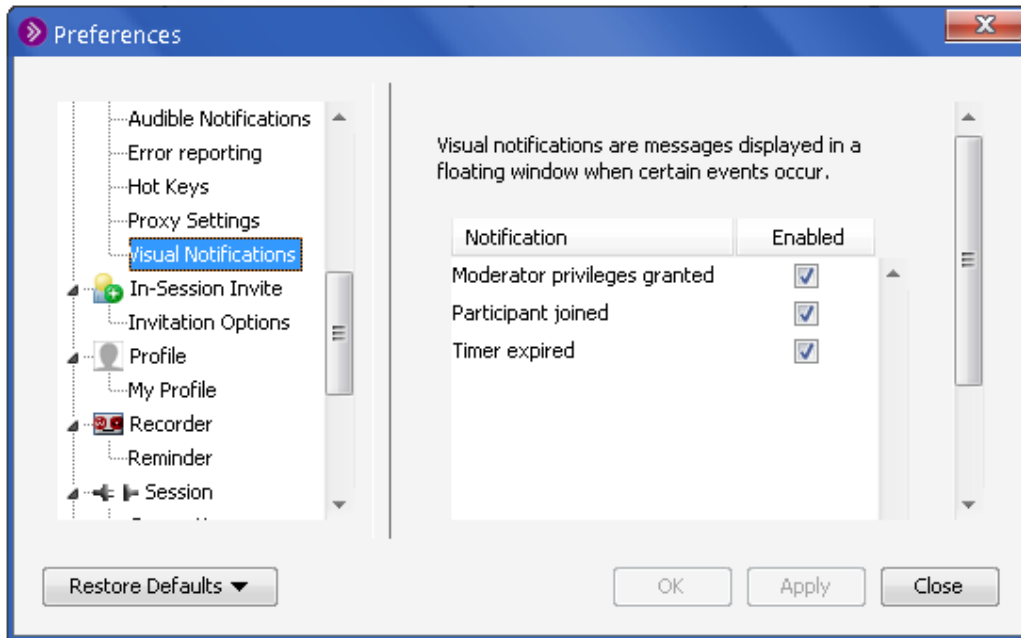 Preferences
Audible Notifications
Error reporting
Hot Keys
Proxy Settings
Visual Notifications
In-Session Invite
Invitation Options
Profile
My Profile
Recorder
Reminder
Session
Visual notifications are messages displayed in a
floating window when certain events occur.
Notification Enabled
Moderator privileges granted
Participant joined
Timer expired
Restore Defaults
OK
Apply
Close